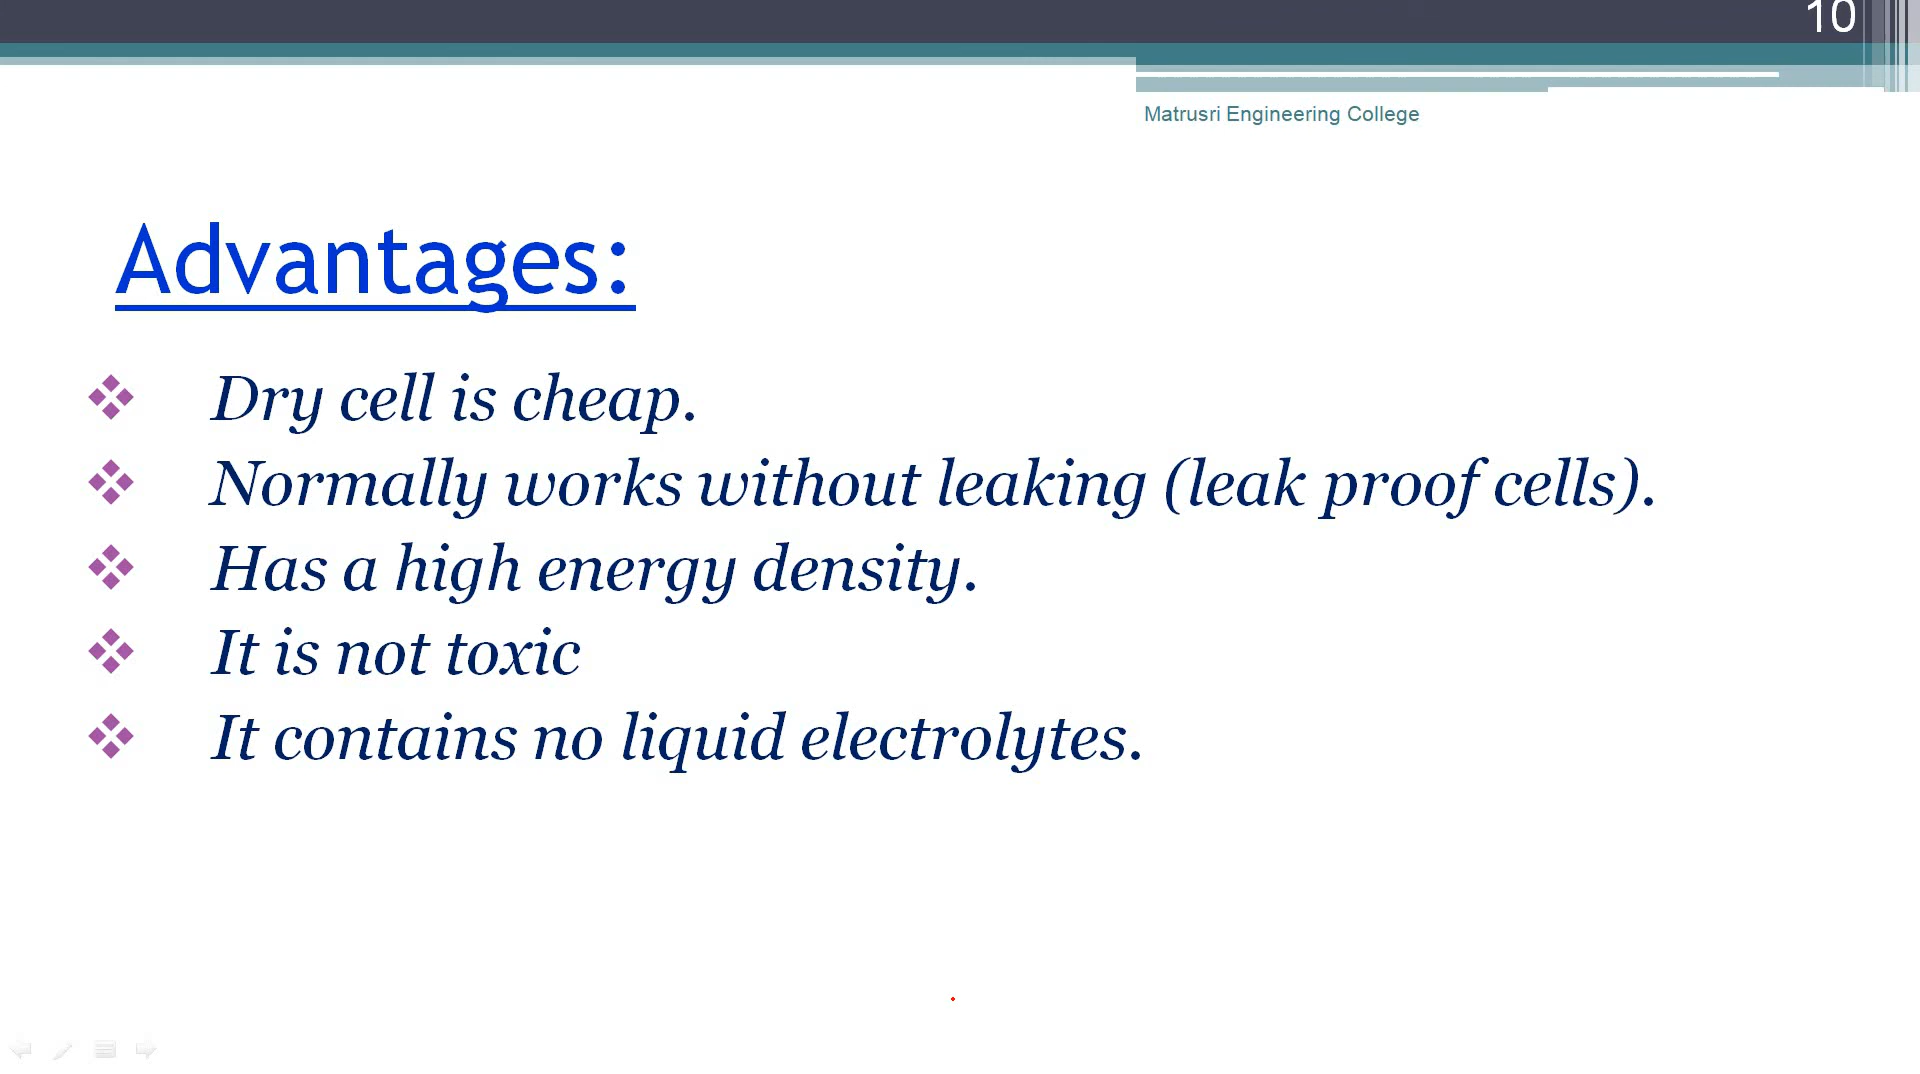 10
Matrusri Engineering College
Advantages:
Dry cell is cheap.
Normally works without leaking (leak proof cells).
Has a high energy density.
It is not toxic
It contains no liquid electrolytes.